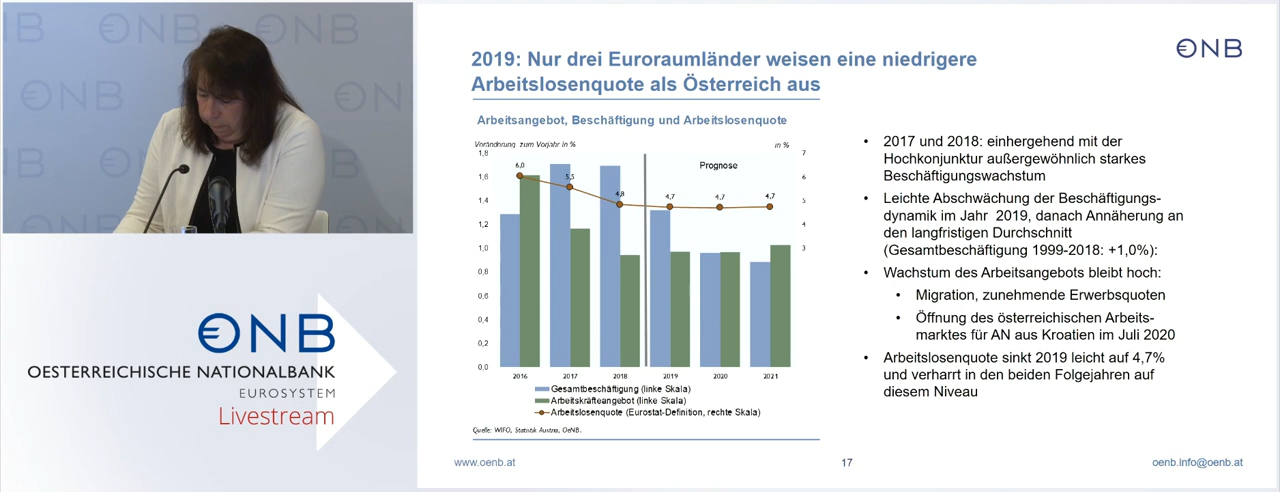 ONB
ONB
ONB
ONB
OESTERREICHISCHE NATIONALBANK
EUROSYSTEM
Livestream
ONB
2019: Nur drei Euroraumländer weisen eine niedrigere
Arbeitslosenquote als Österreich aus
Arbeitsangebot, Beschäftigung und Arbeitslosenquote
Veränderung zum Vorjahr in %
in %
1,8
1,6
1,4
1,2
1,0
0,8
0,6
0,4
0,2
0,0
7
6
5
4
3
Prognose
6,0
5,5
4,8
4,7
4,7
4,7
2016
2017
2018
2019
2020
2021
Gesamtbeschäftigung (linke Skala)
Arbeitskräfteangebot (linke Skala)
Arbeitslosenquote (Eurostat-Definition, rechte Skala)
Quelle: WIFO, Statistik Austria, OeNB.
• 2017 und 2018: einhergehend mit der
Hochkonjunktur außergewöhnlich starkes
Beschäftigungswachstum
• Leichte Abschwächung der Beschäftigungs-
dynamik im Jahr 2019, danach Annäherung an
den langfristigen Durchschnitt
(Gesamtbeschäftigung 1999-2018: +1,0%):
• Wachstum des Arbeitsangebots bleibt hoch:
• Migration, zunehmende Erwerbsquoten
• Öffnung des österreichischen Arbeits-
marktes für AN aus Kroatien im Juli 2020
• Arbeitslosenquote sinkt 2019 leicht auf 4,7%
und verharrt in den beiden Folgejahren auf
diesem Niveau
www.oenb.at
17
oenb.info@oenb.at